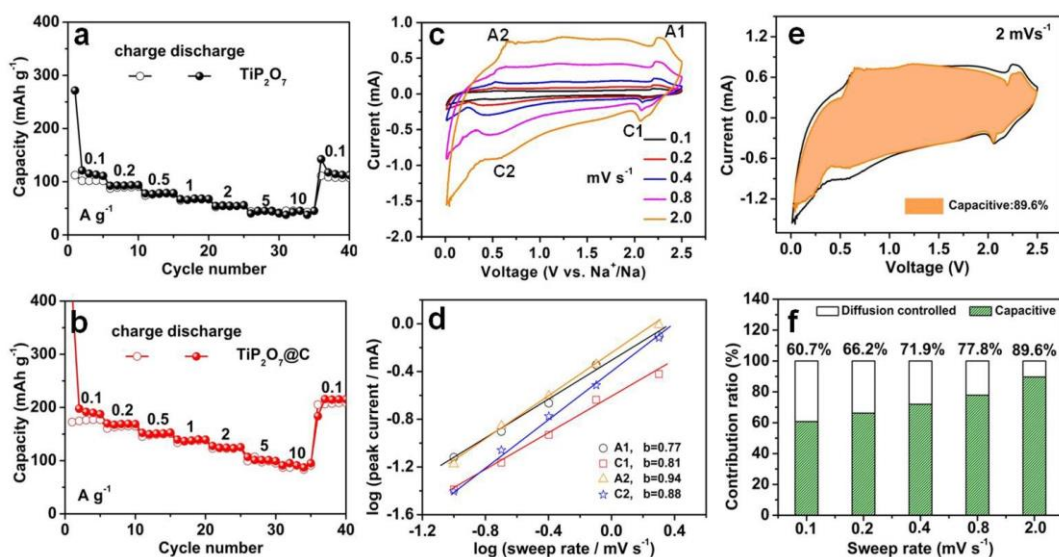 a
charge discharge
TiP2O7
0.1
0.2
0.5
1
2
5
10
0.1
A g-1
400
300
200
100
0
Capacity (mAh g-1)
0
10
20
30
40
Cycle number
c
A2
A1
C1
C2
0.1
0.2
mV s-1
0.4
0.8
2.0
1.0
0.5
0.0
-0.5
-1.0
-1.5
-2.0
Current (mA)
0.0
0.5
1.0
1.5
2.0
2.5
Voltage (V vs. Na+/Na)
e
2 mVs-1
Capacitive:89.6%
1.2
0.6
0.0
-0.6
-1.2
Current (mA)
0.0
0.5
1.0
1.5
2.0
2.5
Voltage (V)
b
charge discharge
TiP2O7@C
0.1
0.2
0.5
1
2
5
10
0.1
A g-1
400
300
200
100
0
Capacity (mAh g-1)
0
10
20
30
40
Cycle number
d
A1, b=0.77
C1, b=0.81
A2, b=0.94
C2, b=0.88
0.0
-0.4
-0.8
-1.2
-1.6
log (peak current / mA)
-1.0
-0.7
-0.4
-0.1
0.2
0.4
log (sweep rate / mV s-1)
f
Diffusion controlled
Capacitive
60.7%
66.2%
71.9%
77.8%
89.6%
140
120
100
80
60
40
20
0
Contribution ratio (%)
0.1
0.2
0.4
0.8
2.0
Sweep rate (mV s-1)